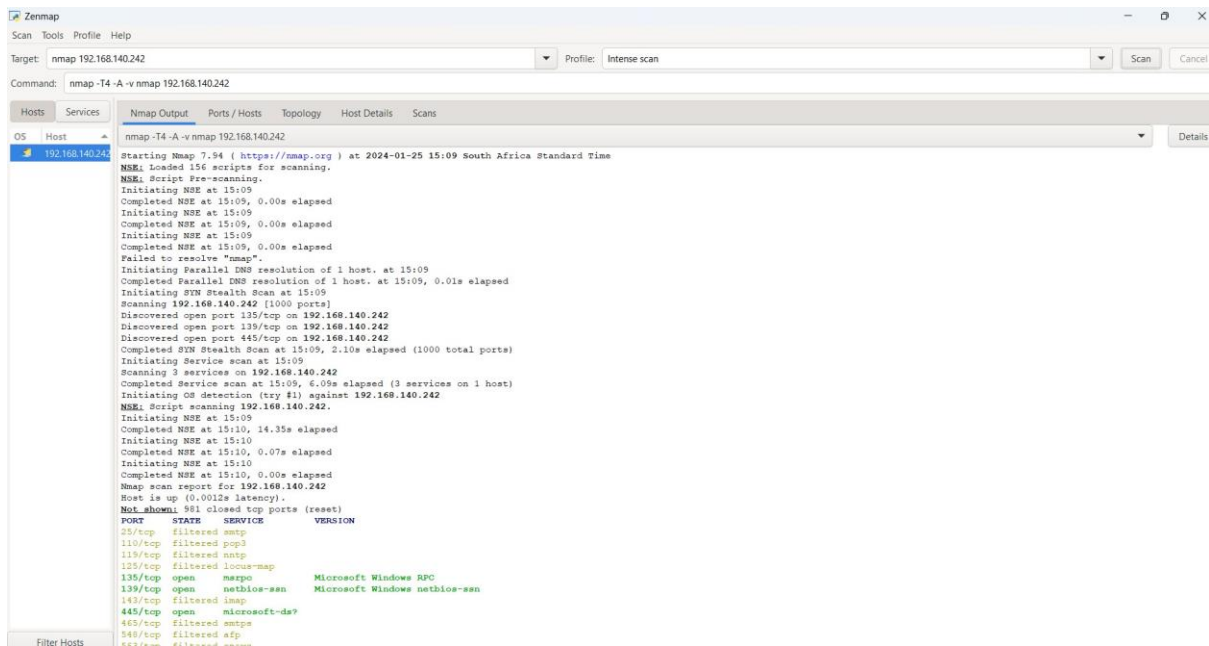 Zenmap
Scan Tools Profile Help
Target: nmap 192.168.140.242 Profile: Intense scan Scan Cancel
Command: nmap -T4 -A -v nmap 192.168.140.242
Hosts Services Nmap Output Ports / Hosts Topology Host Details Scans
OS Host nmap -T4 -A -v nmap 192.168.140.242 Details
192.168.140.242
Starting Nmap 7.94 ( https://nmap.org ) at 2024-01-25 15:09 South Africa Standard Time
NSE: Loaded 156 scripts for scanning.
NSE: Script Pre-scanning.
Initiating NSE at 15:09
Completed NSE at 15:09, 0.00s elapsed
Initiating NSE at 15:09
Completed NSE at 15:09, 0.00s elapsed
Initiating NSE at 15:09
Completed NSE at 15:09, 0.00s elapsed
Failed to resolve "nmap".
Initiating Parallel DNS resolution of 1 host. at 15:09
Completed Parallel DNS resolution of 1 host. at 15:09, 0.01s elapsed
Initiating SYN Stealth Scan at 15:09
Scanning 192.168.140.242 [1000 ports]
Discovered open port 135/tcp on 192.168.140.242
Discovered open port 139/tcp on 192.168.140.242
Discovered open port 445/tcp on 192.168.140.242
Completed SYN Stealth Scan at 15:09, 2.10s elapsed (1000 total ports)
Initiating Service scan at 15:09
Scanning 3 services on 192.168.140.242
Completed Service scan at 15:09, 6.09s elapsed (3 services on 1 host)
Initiating OS detection (try #1) against 192.168.140.242
NSE: Script scanning 192.168.140.242.
Initiating NSE at 15:09
Completed NSE at 15:10, 14.35s elapsed
Initiating NSE at 15:10
Completed NSE at 15:10, 0.07s elapsed
Initiating NSE at 15:10
Completed NSE at 15:10, 0.00s elapsed
Nmap scan report for 192.168.140.242
Host is up (0.0012s latency).
Not shown: 981 closed tcp ports (reset)
PORT STATE SERVICE VERSION
25/tcp filtered smtp
110/tcp filtered pop3
119/tcp filtered nntp
125/tcp filtered locus-map
135/tcp open msrpc Microsoft Windows RPC
139/tcp open netbios-ssn Microsoft Windows netbios-ssn
143/tcp filtered imap
445/tcp open microsoft-ds?
465/tcp filtered smtps
548/tcp filtered afp
Filter Hosts 563/tcp filtered